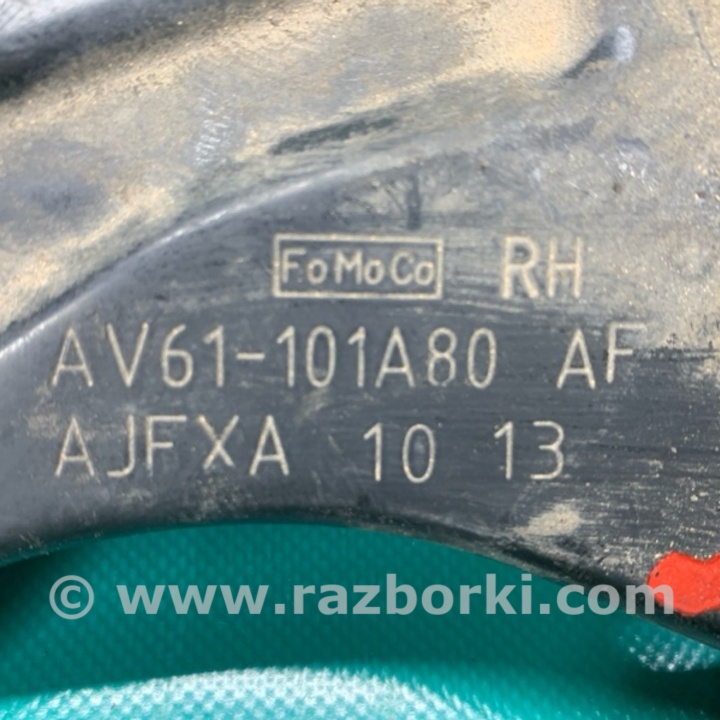 FoMoCo RH
AV61-101A80 AF
AJFXA 10 13
© www.razborki.com